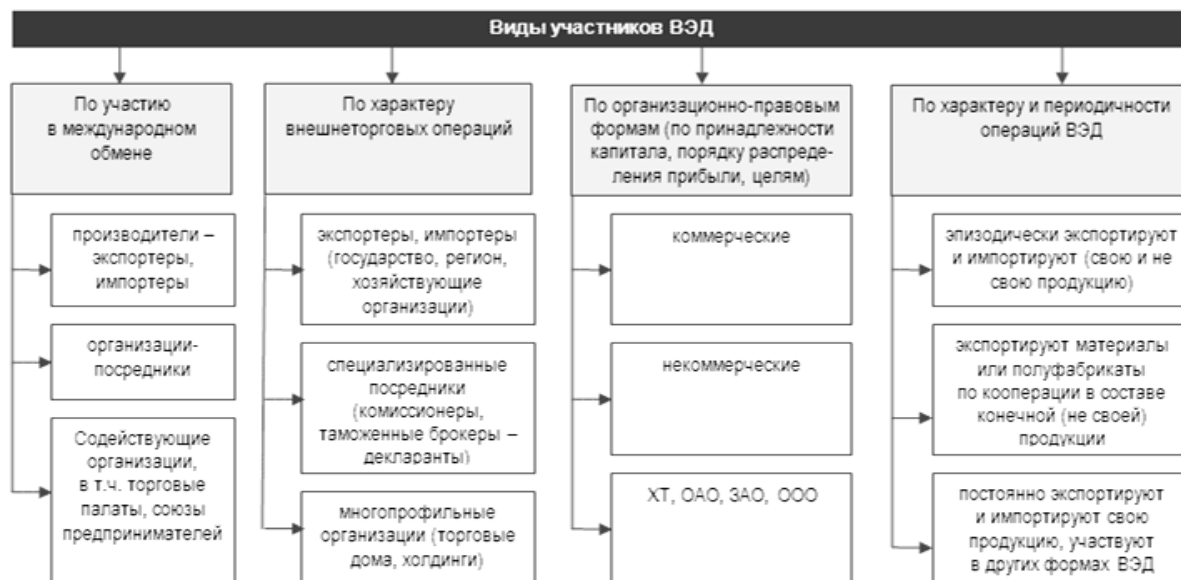 Виды участников ВЭД
По участию
в международном
обмене
производители –
экспортеры,
импортеры
организации-
посредники
Содействующие
организации,
в т.ч. торговые
палаты, союзы
предпринимателей
По характеру
внешнеторговых операций
экспортеры, импортеры
(государство, регион,
хозяйствующие
организации)
специализированные
посредники
(комиссионеры,
таможенные брокеры –
декларанты)
многопрофильные
организации (торговые
дома, холдинги)
По организационно-правовым
формам (по принадлежности
капитала, порядку распреде-
ления прибыли, целям)
коммерческие
некоммерческие
ХТ, ОАО, ЗАО, ООО
По характеру и периодичности
операций ВЭД
эпизодически экспортируют
и импортируют (свою и не
свою продукцию)
экспортируют материалы
или полуфабрикаты
по кооперации в составе
конечной (не своей)
продукции
постоянно экспортируют
и импортируют свою
продукцию, участвуют
в других формах ВЭД